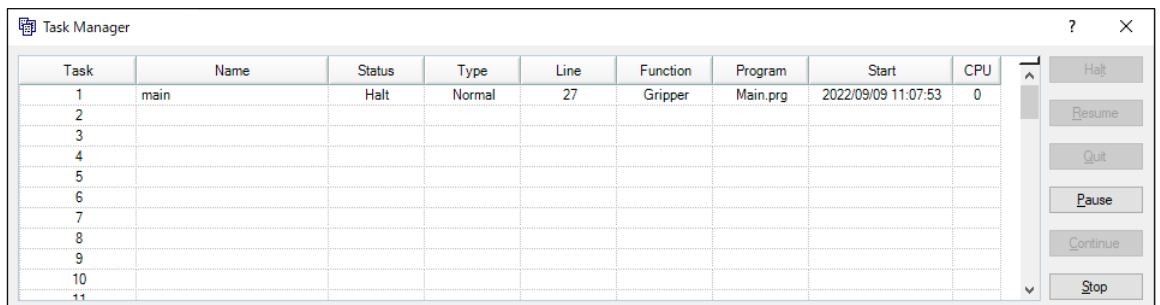 Task Manager ?
Task Name Status Type Line Function Program Start CPU
1 main Halt Normal 27 Gripper Main.prg 2022/09/09 11:07:53 0
2
3
4
5
6
7
8
9
10
11
Halt
Resume
Quit
Pause
Continue
Stop